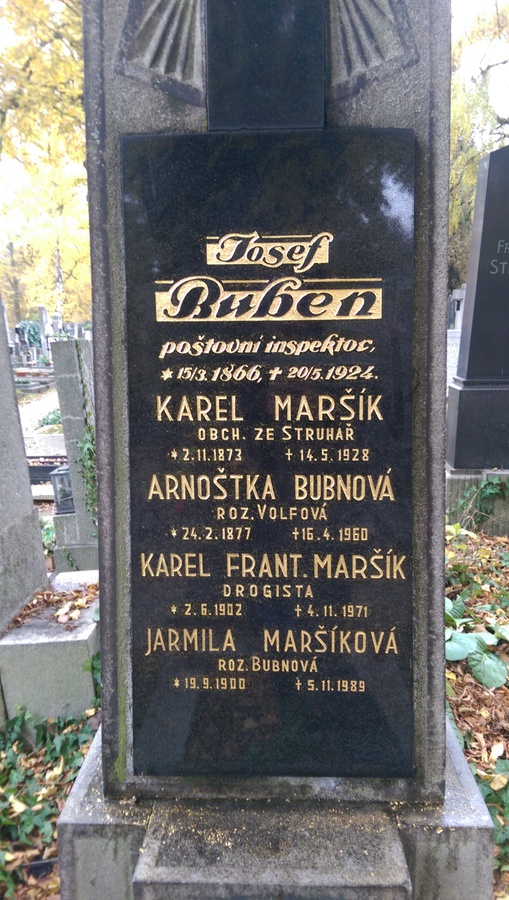 Josef
Buben
poštovní inspektor,
* 15/3. 1866, + 20/5. 1924.
KAREL MARŠÍK
OBCH. ZE STRUHAŘ
* 2.11.1873 + 14.5.1928
ARNOŠTKA BUBNOVÁ
ROZ. VOLFOVÁ
* 24.2.1877 + 16.4.1960
KAREL FRANT. MARŠÍK
DROGISTA
* 2.6.1902 + 4.11.1971
JARMILA MARŠÍKOVÁ
ROZ. BUBNOVÁ
* 19.9.1900 + 5.11.1989